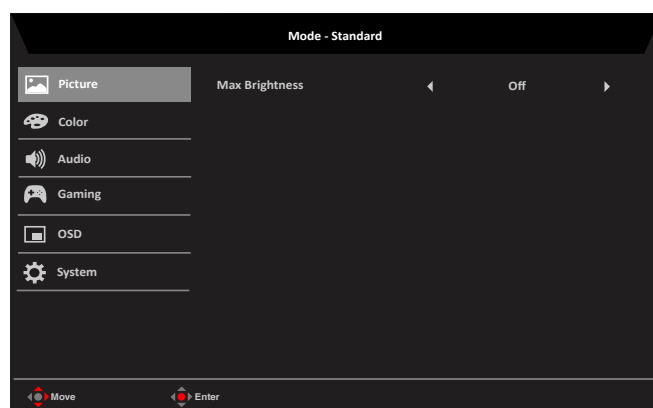 Mode - Standard
Picture
Max Brightness Off
Color
Audio
Gaming
OSD
System
Move Enter